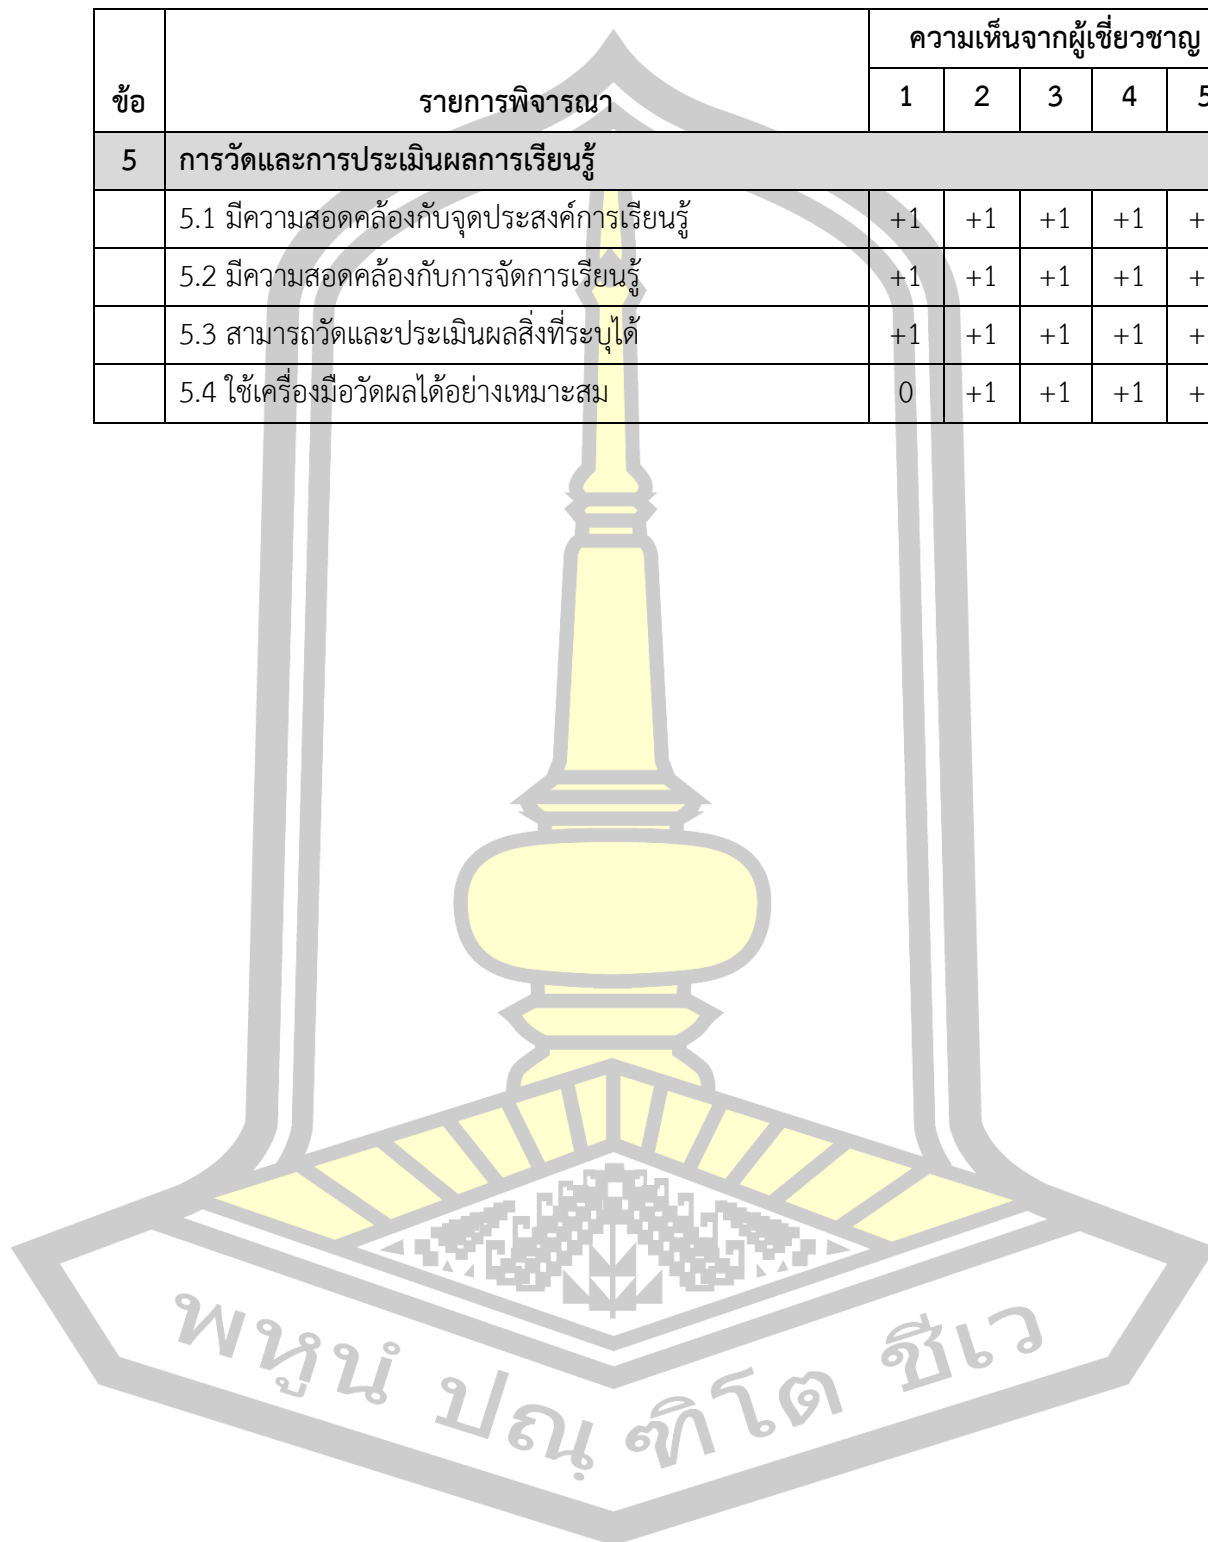 ข้อ รายการพิจารณา ความเห็นจากผู้เชี่ยวชาญ
1 2 3 4 5
5 การวัดและการประเมินผลการเรียนรู้
5.1 มีความสอดคล้องกับจุดประสงค์การเรียนรู้ +1 +1 +1 +1 +
5.2 มีความสอดคล้องกับการจัดการเรียนรู้ +1 +1 +1 +1 +
5.3 สามารถวัดและประเมินผลสิ่งที่ระบุได้ +1 +1 +1 +1 +
5.4 ใช้เครื่องมือวัดผลได้อย่างเหมาะสม 0 +1 +1 +1 +
พหูนํ ปณฺฑิโต ชีเว